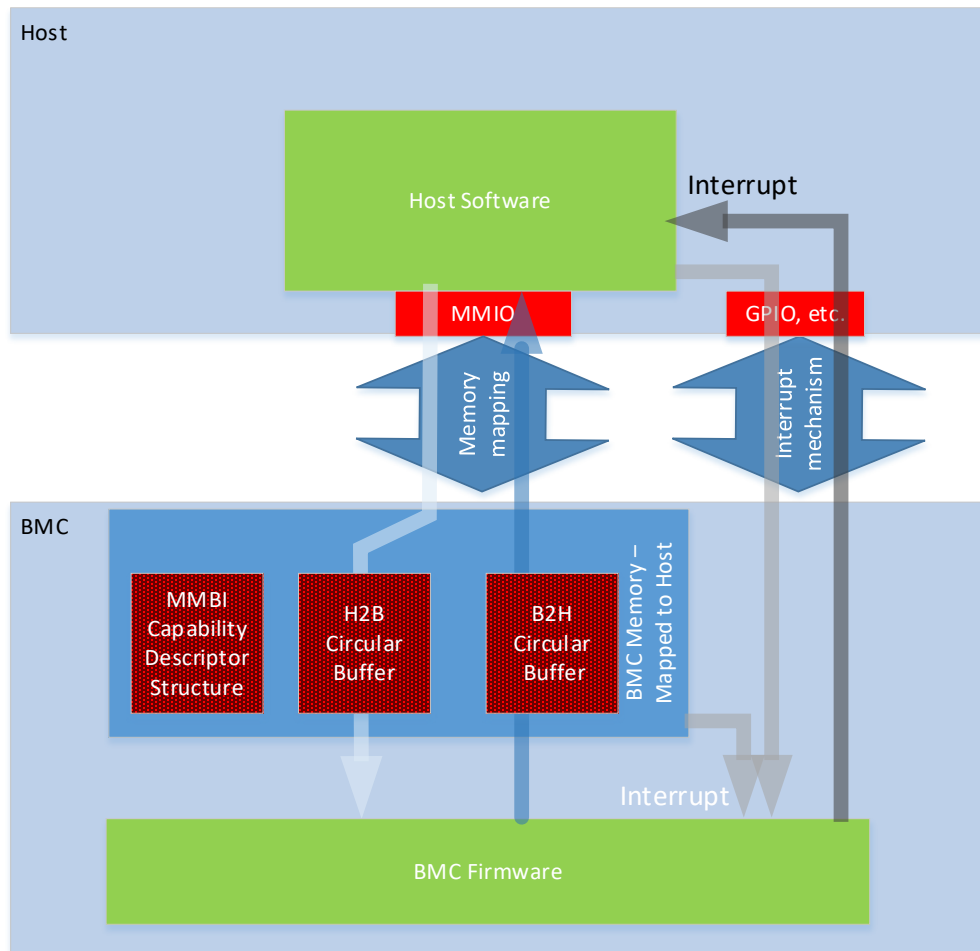 Host
Host Software
Interrupt
MMIO
GPIO, etc.
Memory
mapping
Interrupt
mechanism
BMC
MMBI
Capability
Descriptor
Structure
H2B
Circular
Buffer
B2H
Circular
Buffer
BMC Memory –
Mapped to Host
Interrupt
BMC Firmware